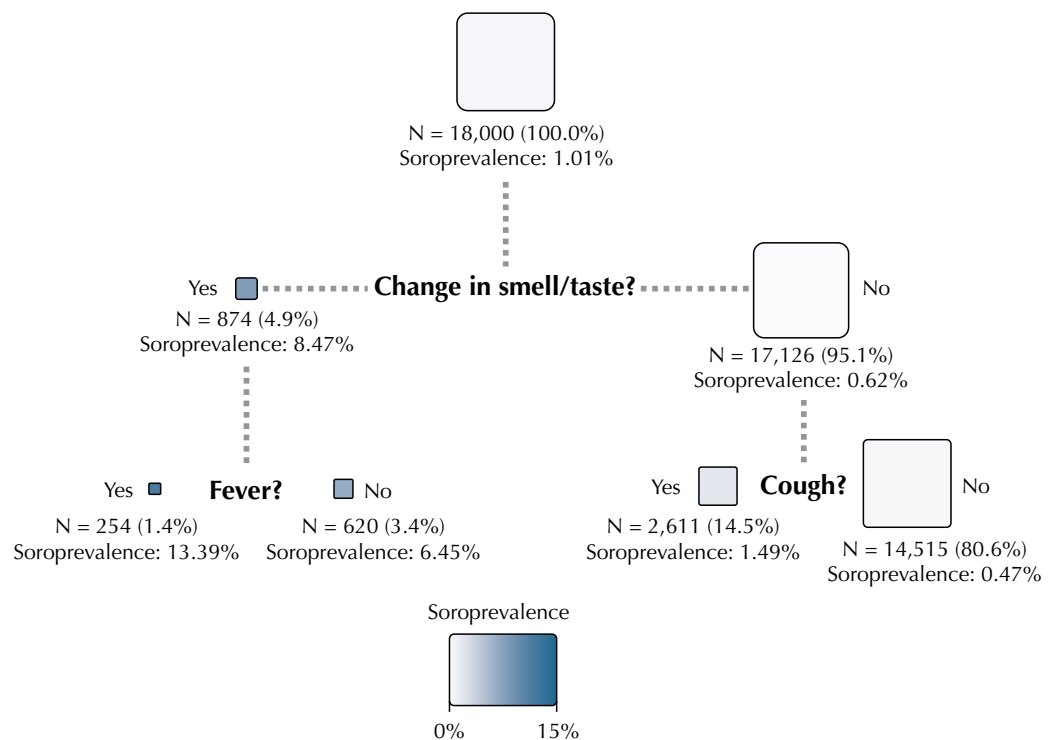 N = 18,000 (100.0%)
Soroprevalence: 1.01%
Yes
Change in smell/taste?
No
N = 874 (4.9%)
Soroprevalence: 8.47%
N = 17,126 (95.1%)
Soroprevalence: 0.62%
Yes
Fever?
No
N = 254 (1.4%)
Soroprevalence: 13.39%
N = 620 (3.4%)
Soroprevalence: 6.45%
Yes
Cough?
No
N = 2,611 (14.5%)
Soroprevalence: 1.49%
N = 14,515 (80.6%)
Soroprevalence: 0.47%
Soroprevalence
0%
15%